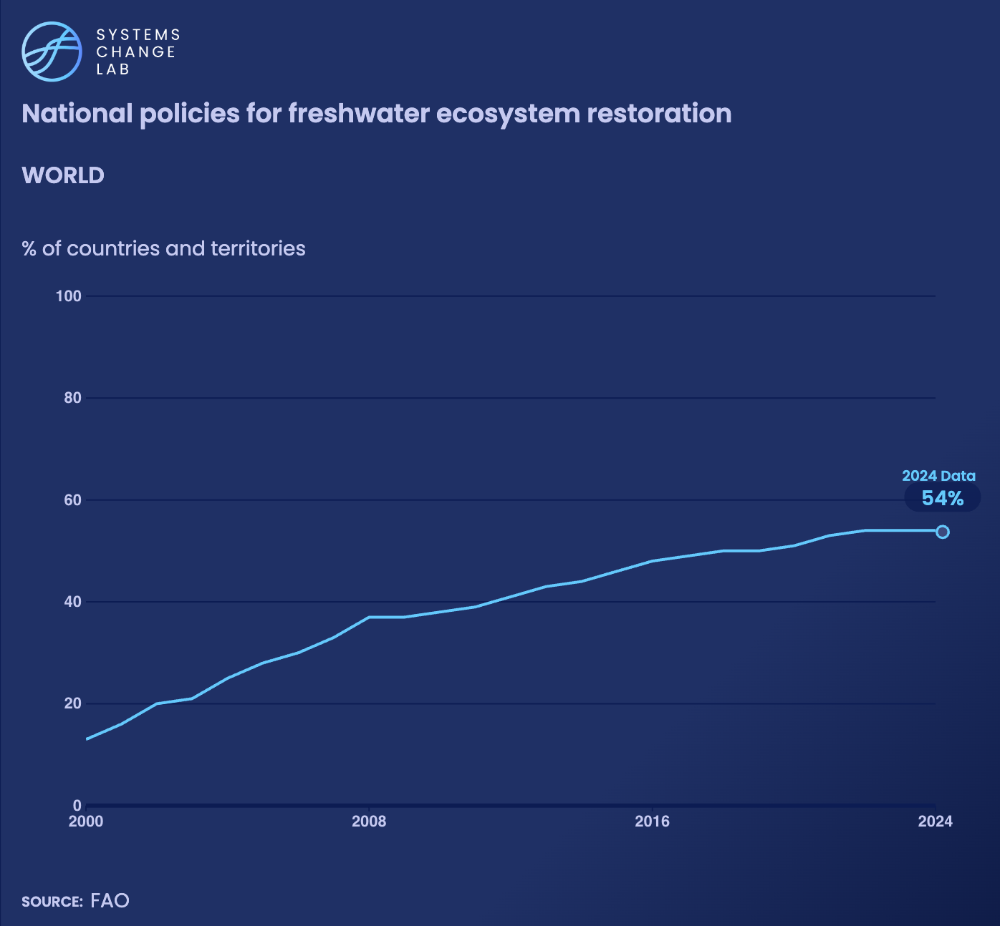 SYSTEMS
CHANGE
LAB
National policies for freshwater ecosystem restoration
WORLD
% of countries and territories
100
80
2024 Data
60
54%
40
20
0
2000 2008 2016 2024
SOURCE: FAO